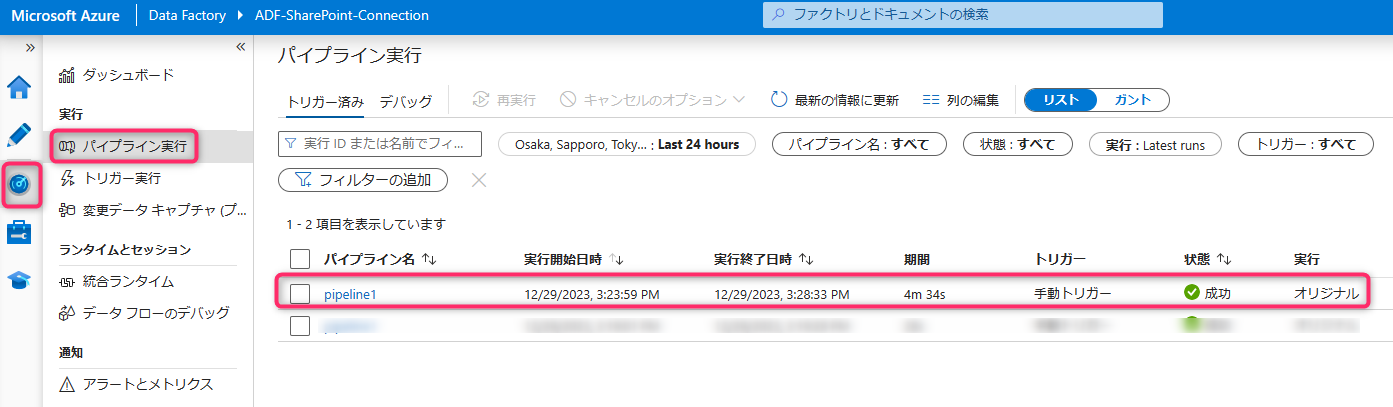 Microsoft Azure Data Factory ADF-SharePoint-Connection ファクトリとドキュメントの検索
ダッシュボード
実行
パイプライン実行
トリガー実行
変更データ キャプチャ (プ...
ランタイムとセッション
統合ランタイム
データ フローのデバッグ
通知
アラートとメトリクス
パイプライン実行
トリガー済み デバッグ 再実行 キャンセルのオプション 最新の情報に更新 列の編集 リスト ガント
実行 ID または名前でフィ... Osaka, Sapporo, Toky... : Last 24 hours パイプライン名 : すべて 状態 : すべて 実行 : Latest runs トリガー : すべて
フィルターの追加
1 - 2 項目を表示しています
パイプライン名 実行開始日時 実行終了日時 期間 トリガー 状態 実行
pipeline1 12/29/2023, 3:23:59 PM 12/29/2023, 3:28:33 PM 4m 34s 手動トリガー 成功 オリジナル